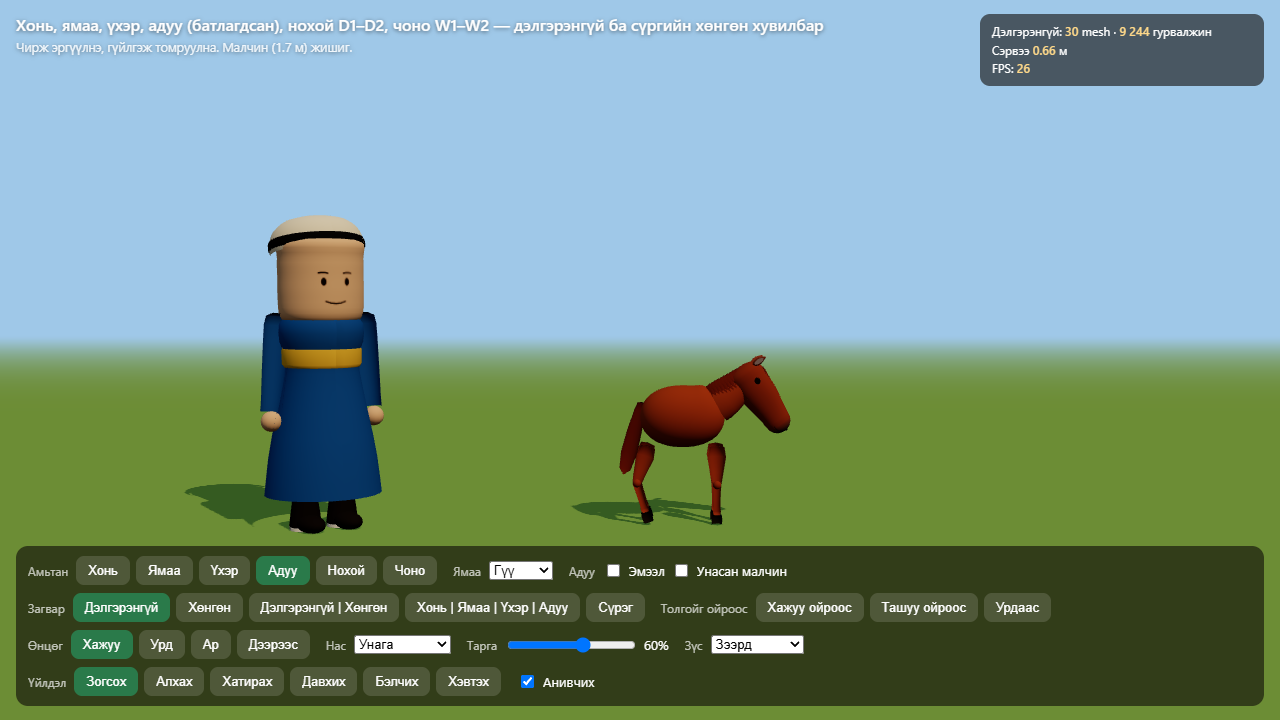 Хонь, ямаа, үхэр, адуу (батлагдсан), нохой D1–D2, чоно W1–W2 — дэлгэрэнгүй ба сүргийн хөнгөн хувилбар
Чирж эргүүлнэ, гүйлгэж томруулна. Малчин (1.7 м) жишиг.
Дэлгэрэнгүй: 30 mesh · 9 244 гурвалжин
Сэрвээ 0.66 м
FPS: 26
Амьтан Хонь Ямаа Үхэр Адуу Нохой Чоно Ямаа Гүү Адуу Эмээл Унасан малчин
Загвар Дэлгэрэнгүй Хөнгөн Дэлгэрэнгүй | Хөнгөн Хонь | Ямаа | Үхэр | Адуу Сүрэг Толгойг ойроос Хажуу ойроос Ташуу ойроос Урдаас
Өнцөг Хажуу Урд Ар Дээрээс Нас Унага Тарга 60% Зүс Зээрд
Үйлдэл Зогсох Алхах Хатирах Давхих Бэлчих Хэвтэх Анивчих